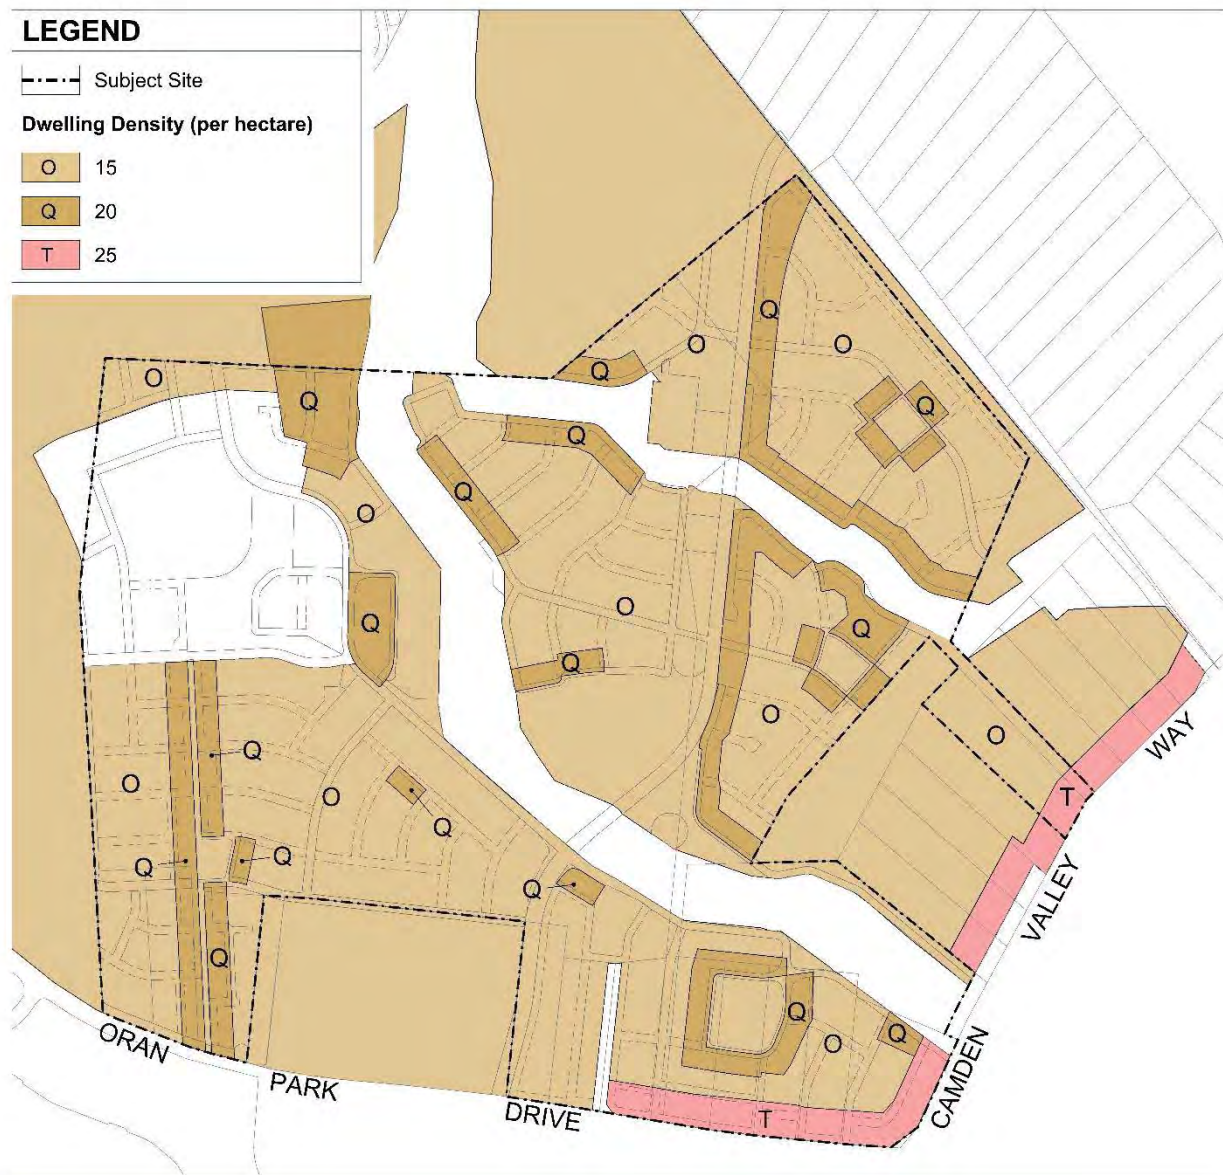 LEGEND
Subject Site
Dwelling Density (per hectare)
O 15
Q 20
T 25
Q
O
O
Q
O
Q
Q
Q
Q
O
Q
O
O
Q
Q
Q
O
O
Q
O
T
O
Q
Q
Q
Q
Q
Q
Q
Q
O
T
ORAN
PARK
DRIVE
CAMDEN
VALLEY
WAY